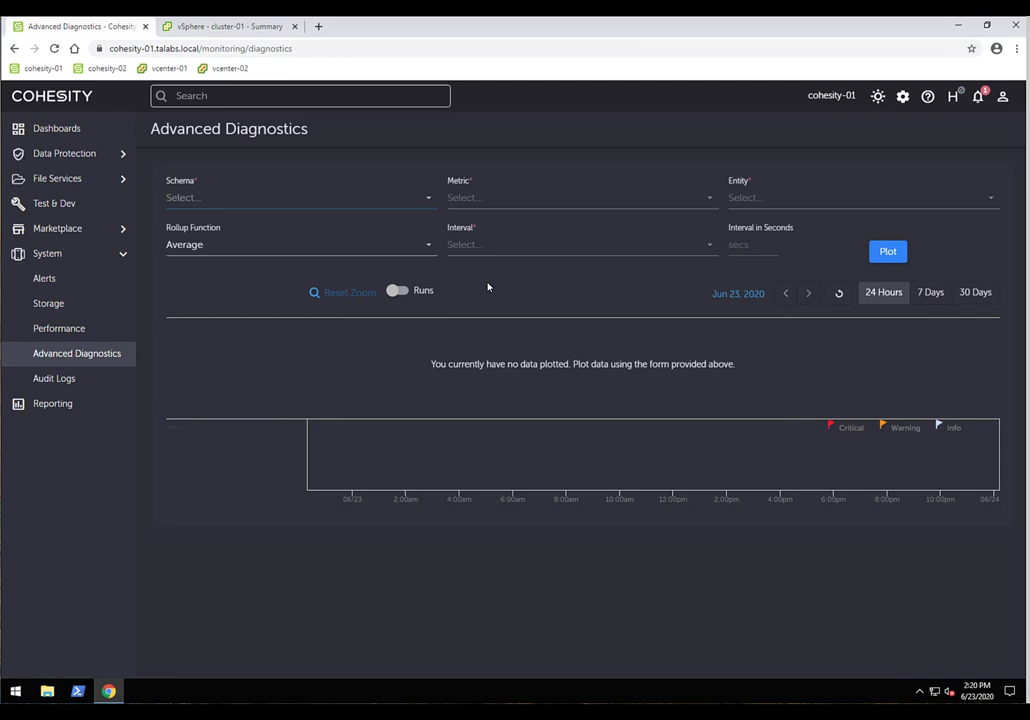 Advanced Diagnostics - Cohesity
vSphere - cluster-01 - Summary
cohesity-01.talabs.local/monitoring/diagnostics
cohesity-01
cohesity-02
vcenter-01
vcenter-02
COHESITY
Search
cohesity-01
H
1
Dashboards
Data Protection
File Services
Test & Dev
Marketplace
System
Alerts
Storage
Performance
Advanced Diagnostics
Audit Logs
Reporting
Advanced Diagnostics
Schema*
Metric*
Entity*
Select...
Select...
Select...
Rollup Function
Interval*
Interval in Seconds
Average
Select...
secs
Plot
Reset Zoom
Runs
Jun 23, 2020
24 Hours
7 Days
30 Days
You currently have no data plotted. Plot data using the form provided above.
Critical
Warning
Info
06/23 2:00am 4:00am 6:00am 8:00am 10:00am 12:00pm 2:00pm 4:00pm 6:00pm 8:00pm 10:00pm 06/24
2:20 PM
6/23/2020